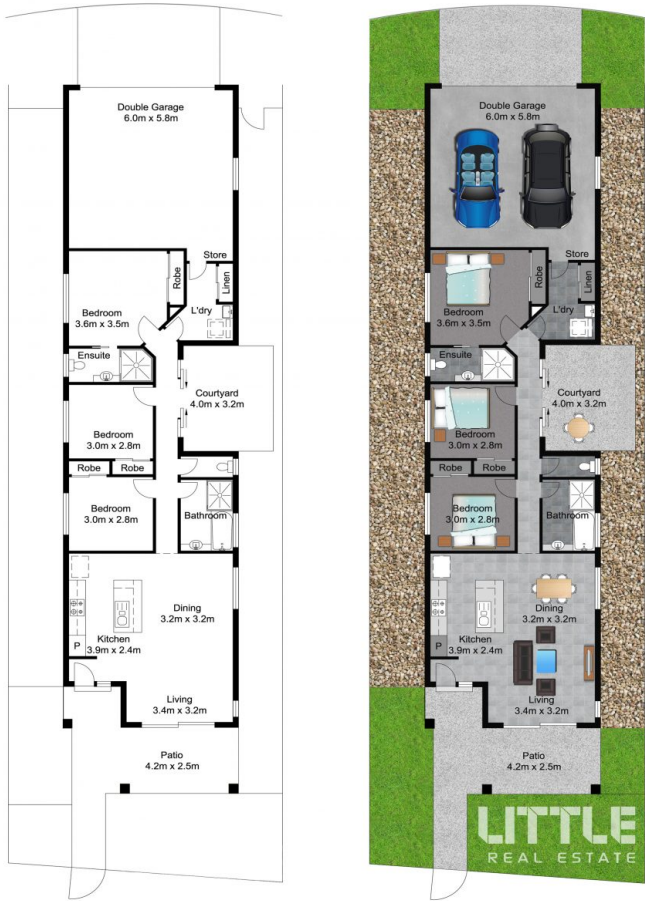 Double Garage
6.0m x 5.8m
Store
Robe
Linen
L'dry
Bedroom
3.6m x 3.5m
Ensuite
Courtyard
4.0m x 3.2m
Bedroom
3.0m x 2.8m
Robe
Robe
Bedroom
3.0m x 2.8m
Bathroom
Dining
3.2m x 3.2m
Kitchen
3.9m x 2.4m
P
Living
3.4m x 3.2m
Patio
4.2m x 2.5m
Double Garage
6.0m x 5.8m
Store
Robe
Linen
L'dry
Bedroom
3.6m x 3.5m
Ensuite
Courtyard
4.0m x 3.2m
Bedroom
3.0m x 2.8m
Robe
Robe
Bedroom
3.0m x 2.8m
Bathroom
Dining
3.2m x 3.2m
Kitchen
3.9m x 2.4m
P
Living
3.4m x 3.2m
Patio
4.2m x 2.5m
LITTLE
REAL ESTATE